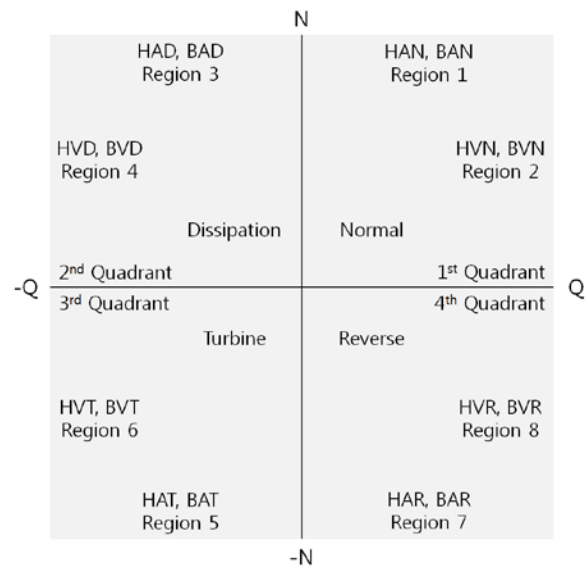 N
HAD, BAD
Region 3
HAN, BAN
Region 1
HVD, BVD
Region 4
HVN, BVN
Region 2
Dissipation
Normal
2nd Quadrant
1st Quadrant
-Q
Q
3rd Quadrant
4th Quadrant
Turbine
Reverse
HVT, BVT
Region 6
HVR, BVR
Region 8
HAT, BAT
Region 5
HAR, BAR
Region 7
-N